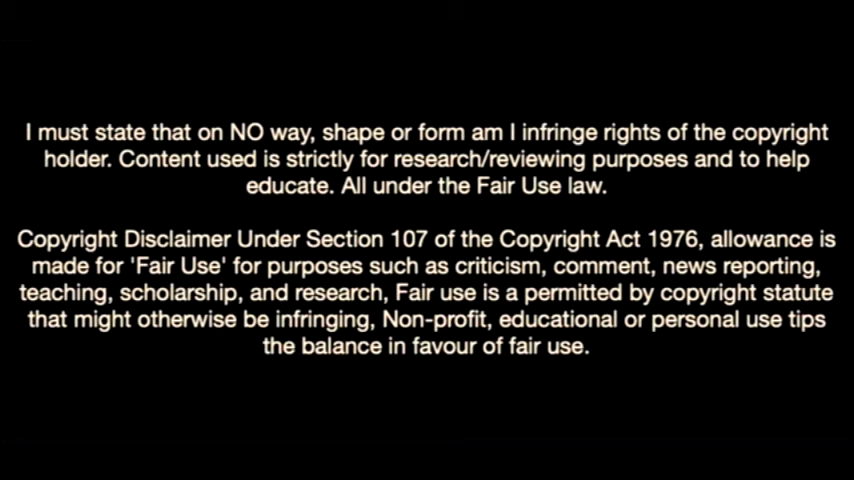 I must state that on NO way, shape or form am I infringe rights of the copyright
holder. Content used is strictly for research/reviewing purposes and to help
educate. All under the Fair Use law.
Copyright Disclaimer Under Section 107 of the Copyright Act 1976, allowance is
made for 'Fair Use' for purposes such as criticism, comment, news reporting,
teaching, scholarship, and research, Fair use is a permitted by copyright statute
that might otherwise be infringing, Non-profit, educational or personal use tips
the balance in favour of fair use.